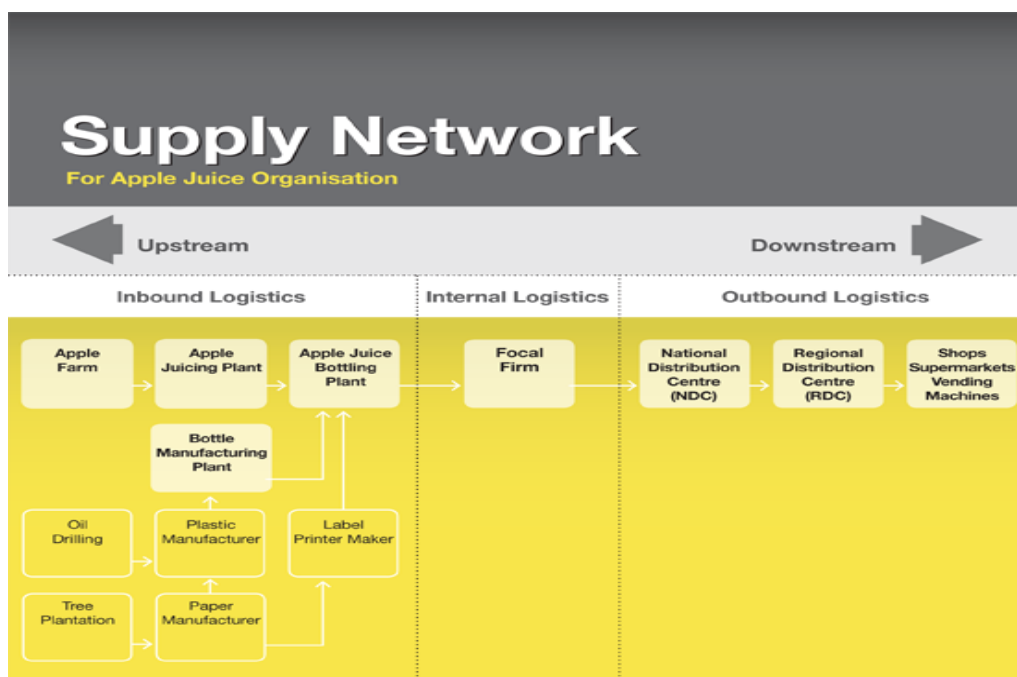 Supply Network
For Apple Juice Organisation
Upstream
Downstream
Inbound Logistics
Internal Logistics
Outbound Logistics
Apple
Farm
Apple
Juicing Plant
Apple Juice
Bottling
Plant
Focal
Firm
National
Distribution
Centre
(NDC)
Regional
Distribution
Centre
(RDC)
Shops
Supermarkets
Vending
Machines
Bottle
Manufacturing
Plant
Oil
Drilling
Plastic
Manufacturer
Label
Printer Maker
Tree
Plantation
Paper
Manufacturer